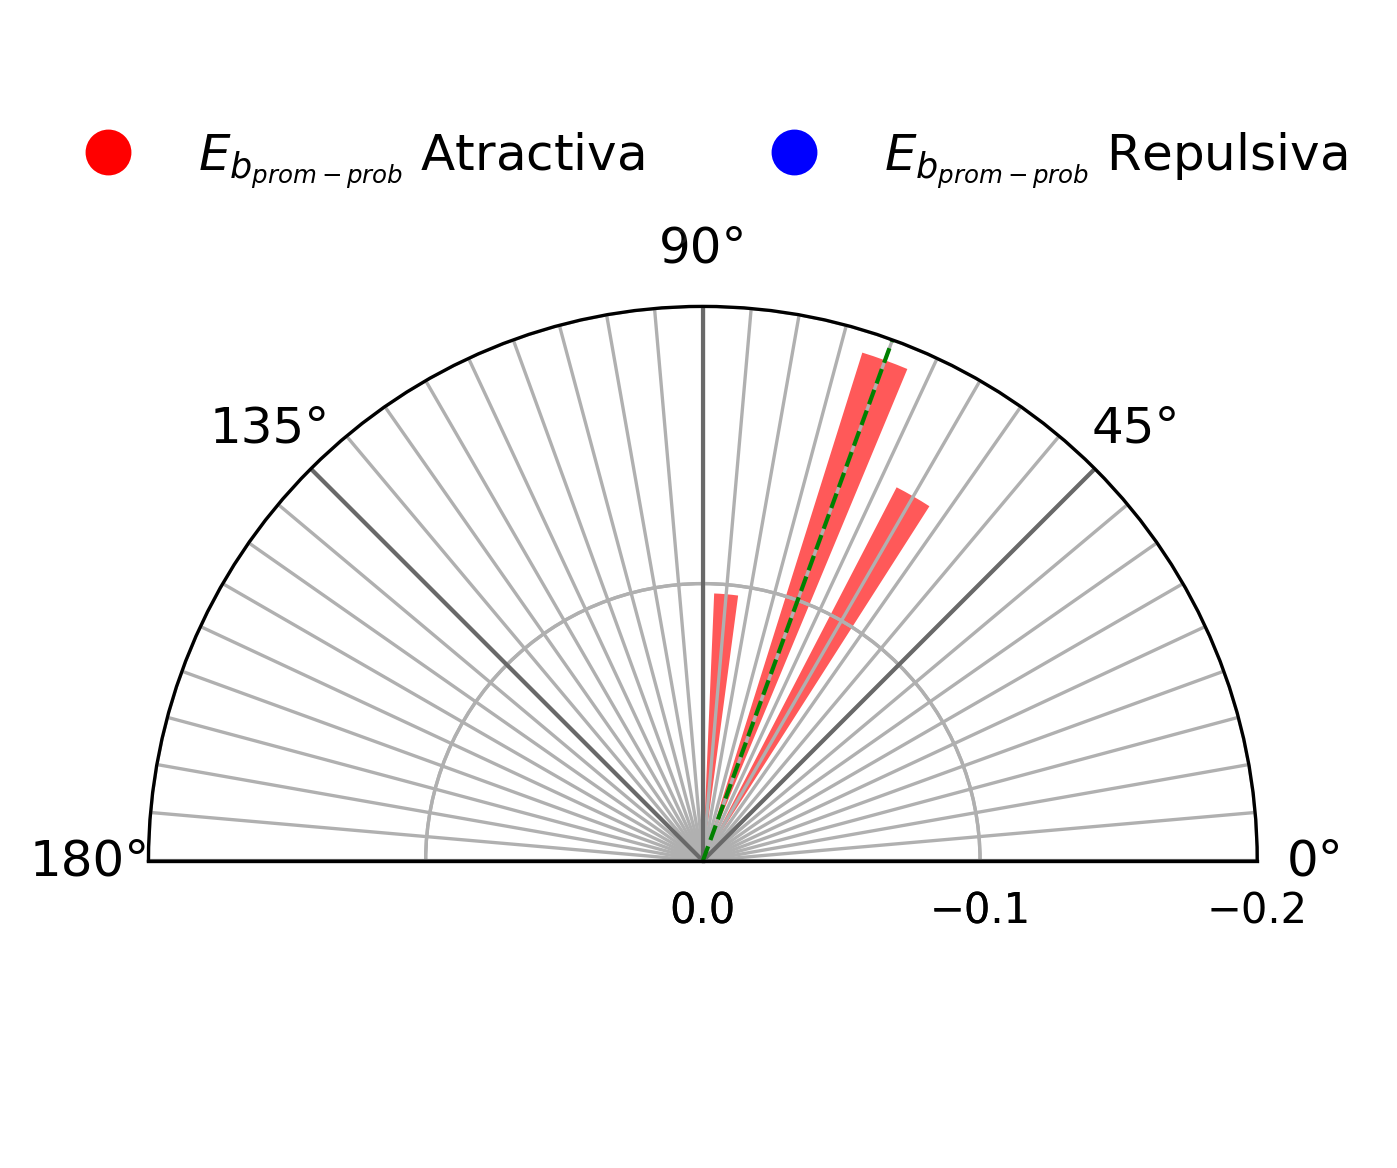 E_{b_{prom-prob}} Atractiva E_{b_{prom-prob}} Repulsiva
90°
135° 45°
180° 0°
0.0 −0.1 −0.2